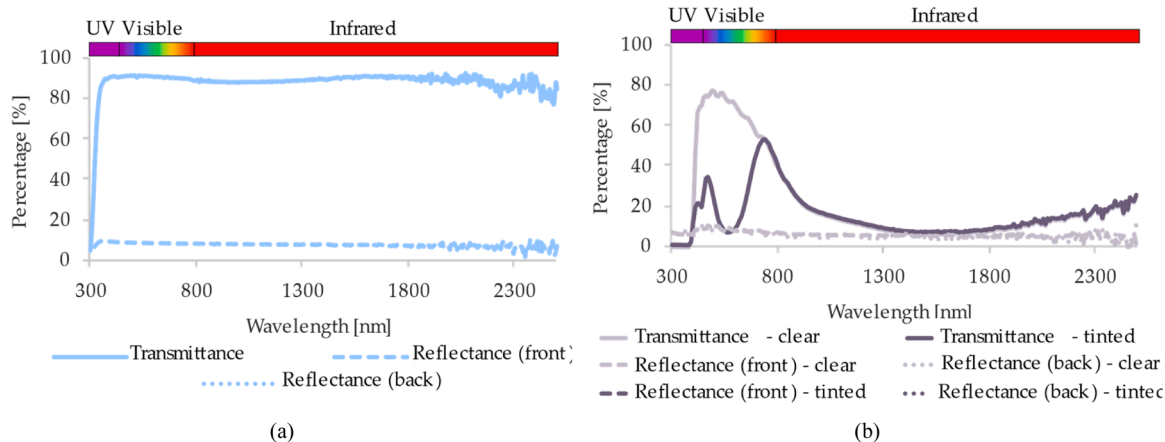 UV Visible Infrared
100
80
60
40
20
0
Percentage [%]
300 800 1300 1800 2300
Wavelength [nm]
Transmittance Reflectance (front)
Reflectance (back)
(a)
UV Visible Infrared
100
80
60
40
20
0
Percentage [%]
300 800 1300 1800 2300
Wavelength [nm]
Transmittance - clear Transmittance - tinted
Reflectance (front) - clear Reflectance (back) - clear
Reflectance (front) - tinted Reflectance (back) - tinted
(b)